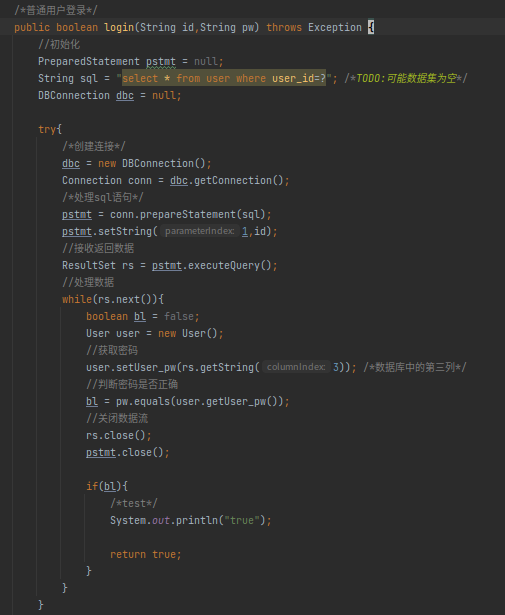 /*普通用户登录*/
public boolean login(String id,String pw) throws Exception {
//初始化
PreparedStatement pstmt = null;
String sql = "select * from user where user_id=?"; /*TODO:可能数据集为空*/
DBConnection dbc = null;
try{
/*创建连接*/
dbc = new DBConnection();
Connection conn = dbc.getConnection();
/*处理sql语句*/
pstmt = conn.prepareStatement(sql);
pstmt.setString( parameterIndex: 1,id);
//接收返回数据
ResultSet rs = pstmt.executeQuery();
//处理数据
while(rs.next()){
boolean bl = false;
User user = new User();
//获取密码
user.setUser_pw(rs.getString( columnIndex: 3)); /*数据库中的第三列*/
//判断密码是否正确
bl = pw.equals(user.getUser_pw());
//关闭数据流
rs.close();
pstmt.close();
if(bl){
/*test*/
System.out.println("true");
return true;
}
}
}